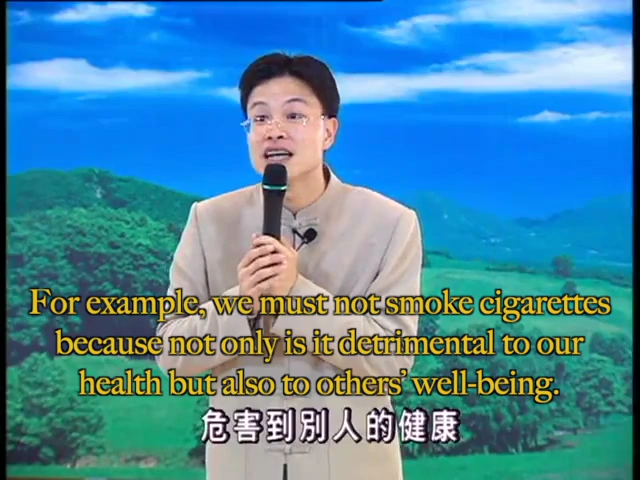 For example, we must not smoke cigarettes
because not only is it detrimental to our
health but also to others' well-being.
危害到別人的健康